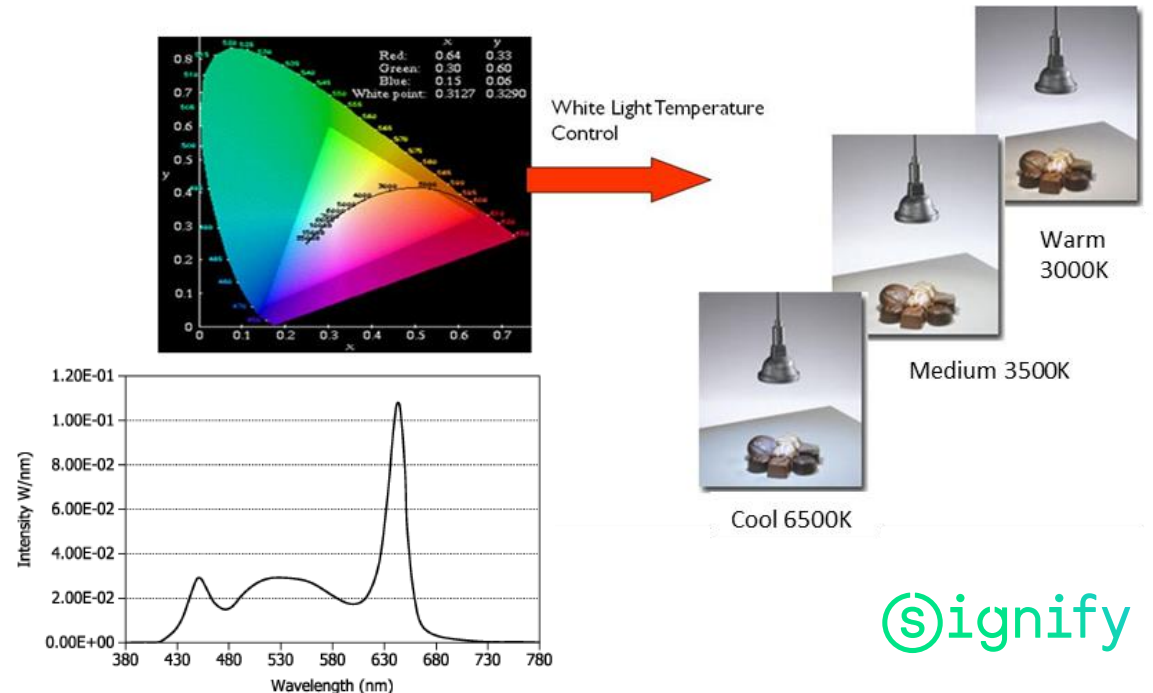 x y
Red: 0.64 0.33
Green: 0.30 0.60
Blue: 0.15 0.06
White point: 0.3127 0.3290
0.8
0.7
0.6
0.5
y
0.4
0.3
0.2
0.1
0
0 0.1 0.2 0.3 0.4 0.5 0.6 0.7
x
White Light Temperature
Control
Warm
3000K
Medium 3500K
Cool 6500K
1.20E-01
1.00E-01
8.00E-02
6.00E-02
4.00E-02
2.00E-02
0.00E+00
Intensity W/nm)
380 430 480 530 580 630 680 730 780
Wavelength (nm)
signify